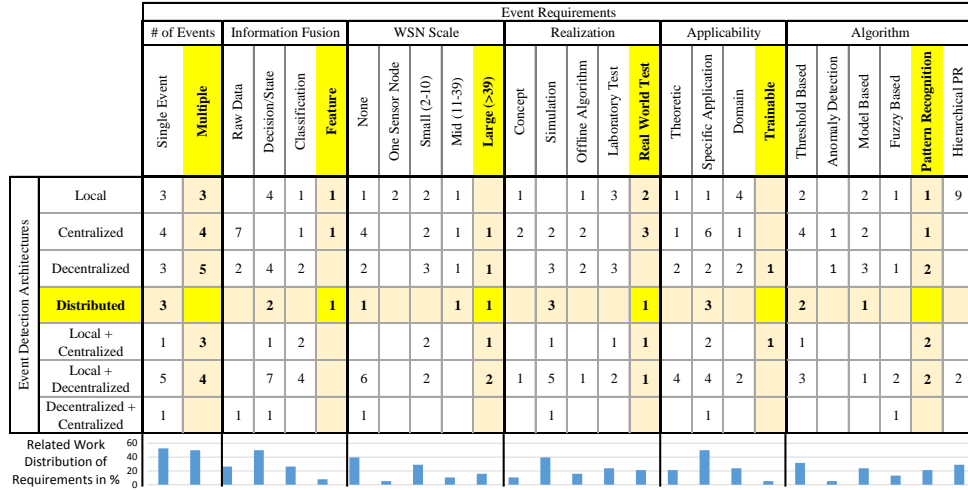 Event Requirements
# of Events Information Fusion WSN Scale Realization Applicability Algorithm
Single Event
Multiple
Raw Data
Decision/State
Classification
Feature
None
One Sensor Node
Small (2-10)
Mid (11-39)
Large (>39)
Concept
Simulation
Offline Algorithm
Laboratory Test
Real World Test
Theoretic
Specific Application
Domain
Trainable
Threshold Based
Anomaly Detection
Model Based
Fuzzy Based
Pattern Recognition
Hierarchical PR
Event Detection Architectures
Local 3 3 4 1 1 1 2 2 1 1 1 3 2 1 1 4 2 2 1 1 9
Centralized 4 4 7 1 1 4 2 1 1 2 2 2 3 1 6 1 4 1 2 1
Decentralized 3 5 2 4 2 2 3 1 1 3 2 3 2 2 2 1 1 3 1 2
Distributed 3 2 1 1 1 1 3 1 3 2 1
Local +
Centralized 1 3 1 2 2 1 1 1 1 2 1 1 2
Local +
Decentralized 5 4 7 4 6 2 2 1 5 1 2 1 4 4 2 3 1 2 2 2
Decentralized +
Centralized 1 1 1 1 1 1 1
Related Work
Distribution of
Requirements in %
60
40
20
0